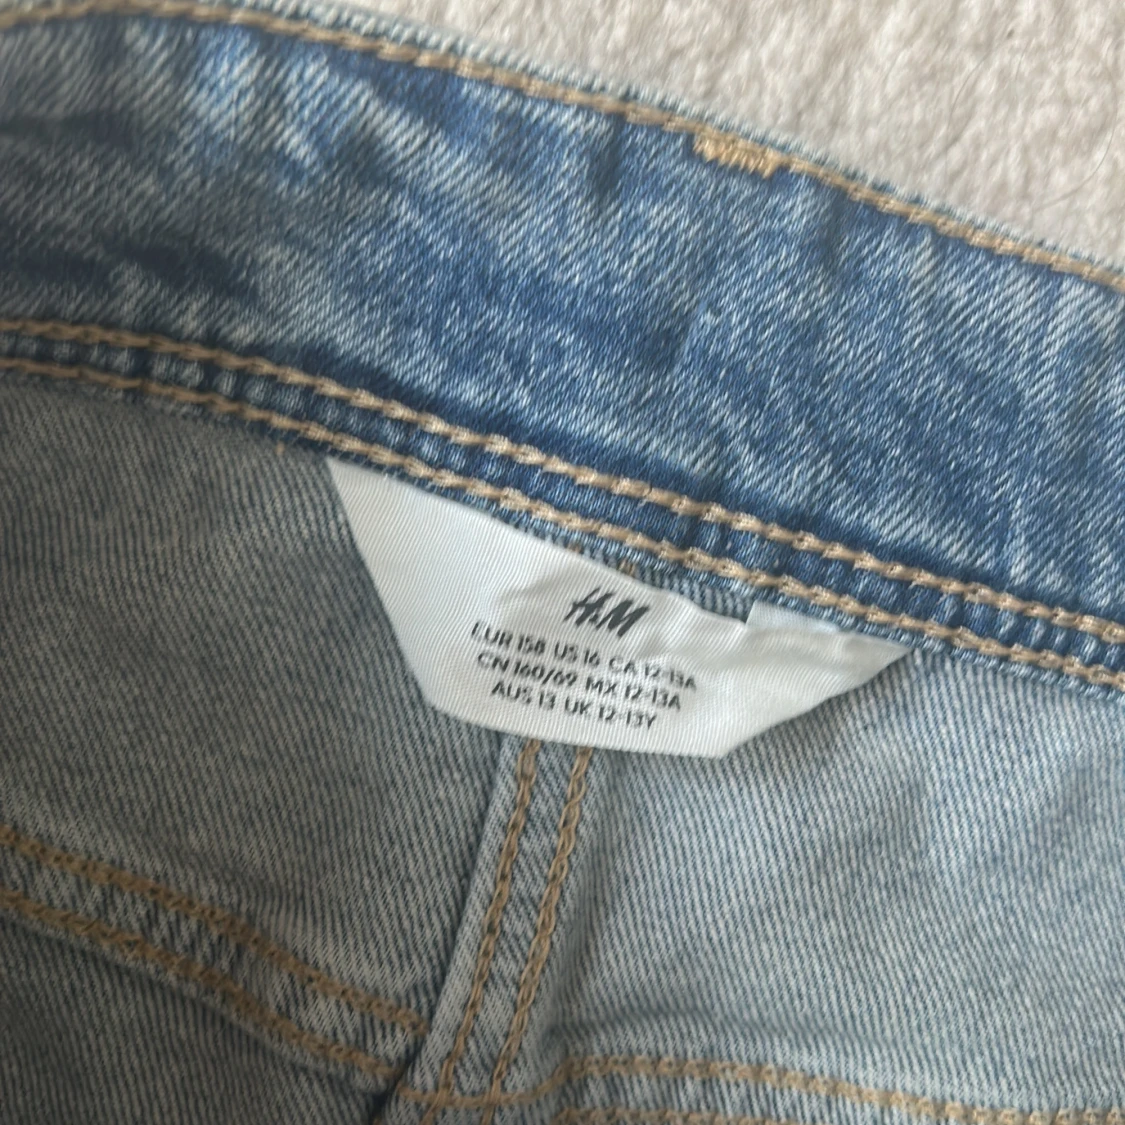 H&M
EUR 158 US 16 CA 12-13A
CN 160/69 MX 12-13A
AUS 13 UK 12-13Y